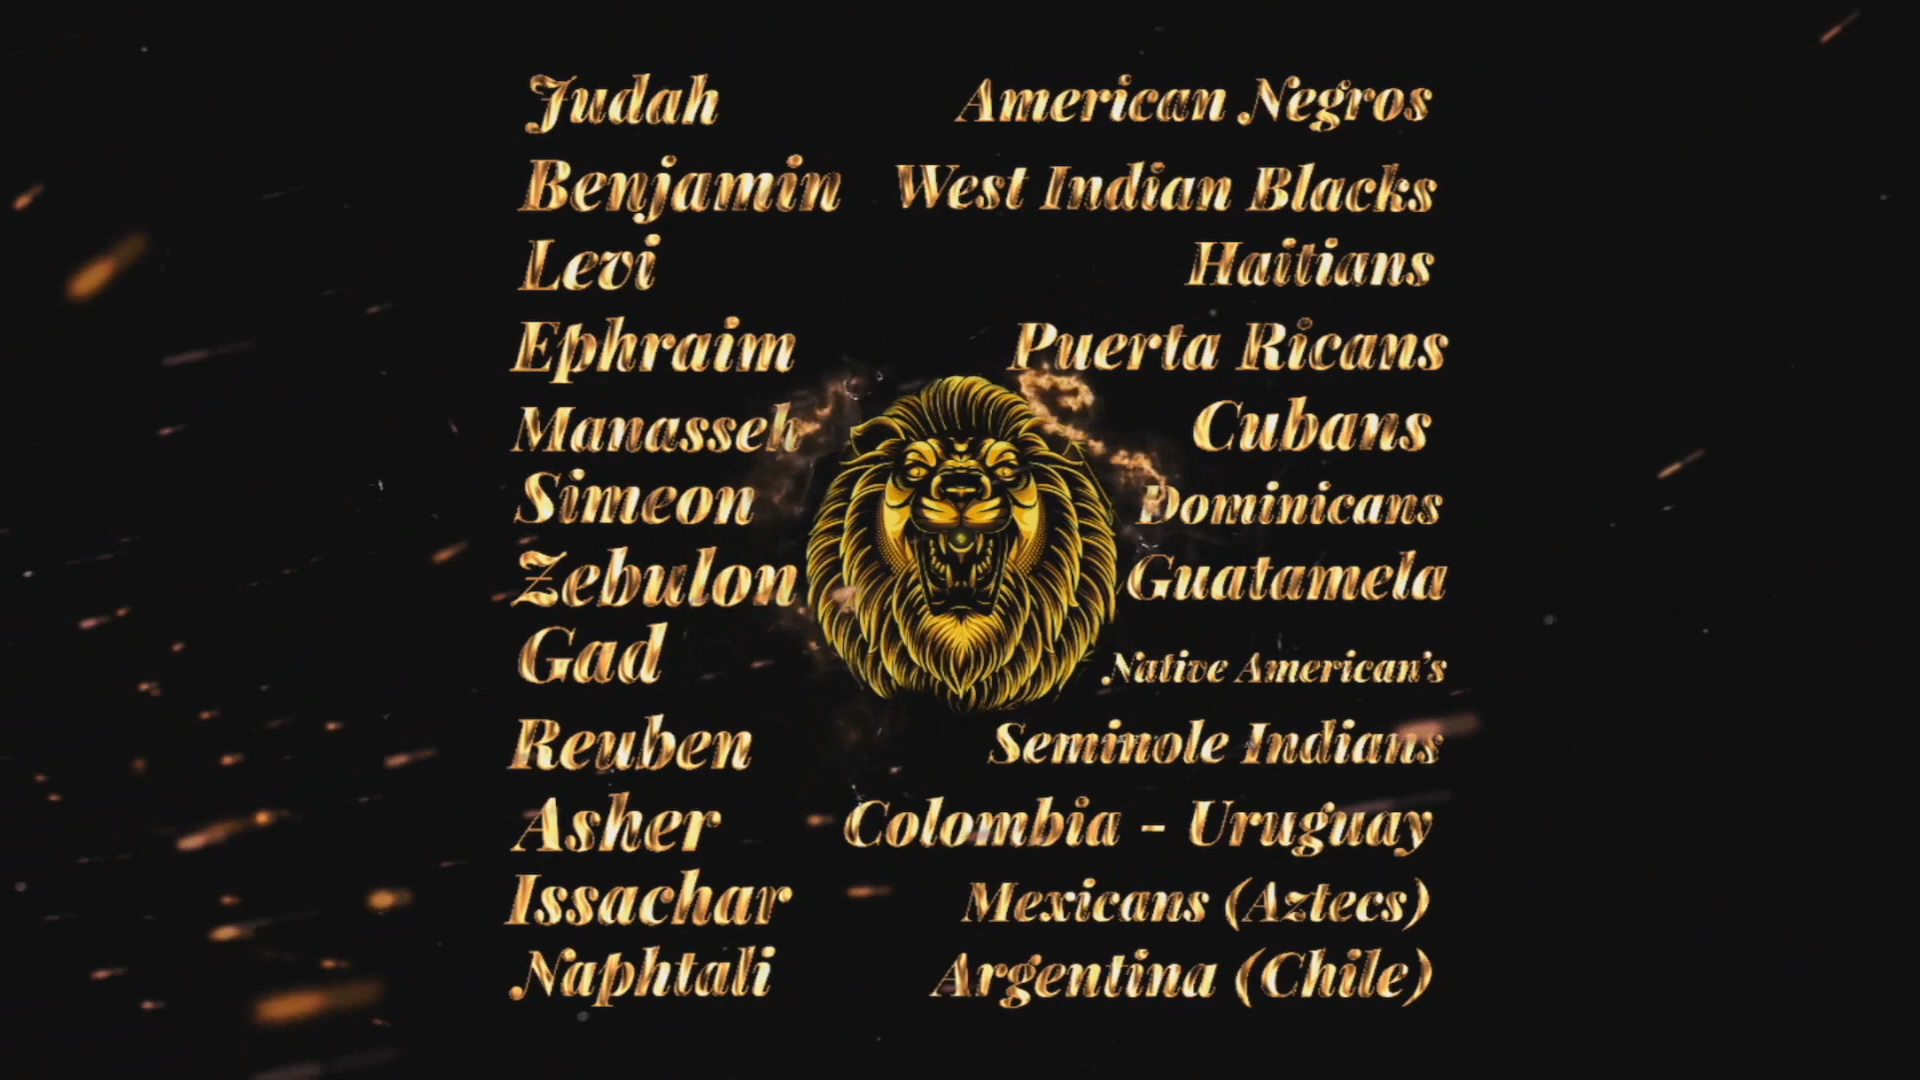 Judah American Negros
Benjamin West Indian Blacks
Levi Haitians
Ephraim Puerta Ricans
Manasseh Cubans
Simeon Dominicans
Zebulon Guatamela
Gad Native American's
Reuben Seminole Indians
Asher Colombia - Uruguay
Issachar Mexicans (Aztecs)
Naphtali Argentina (Chile)